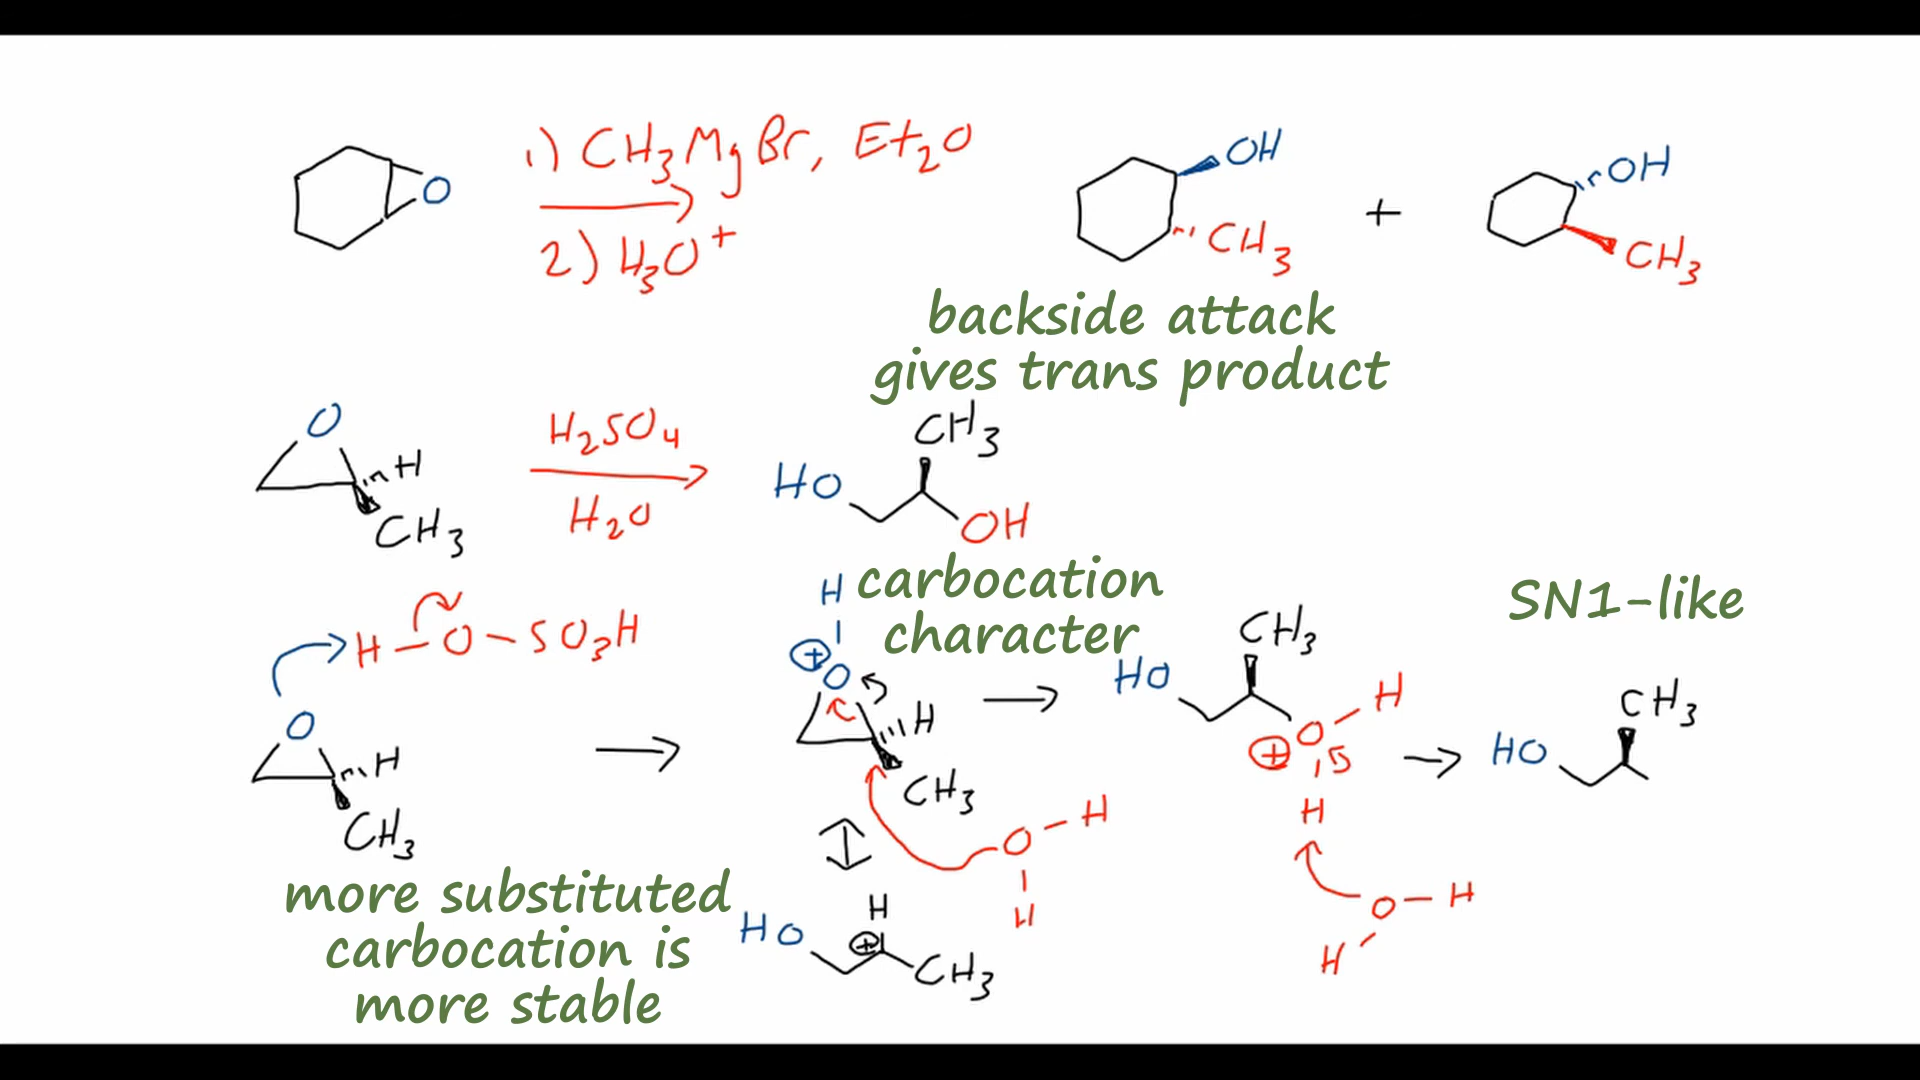 O
1) CH3MgBr, Et2O
2) H3O+
OH
CH3
+
OH
CH3
backside attack
gives trans product
O
H
CH3
H2SO4
H2O
CH3
HO
OH
H-O-SO3H
O
H
CH3
carbocation
character
H
⊕
O
H
CH3
O-H
H
HO
H
⊕
CH3
more substituted
carbocation is
more stable
CH3
HO
O-H
⊕
H
O-H
H
SN1-like
CH3
HO